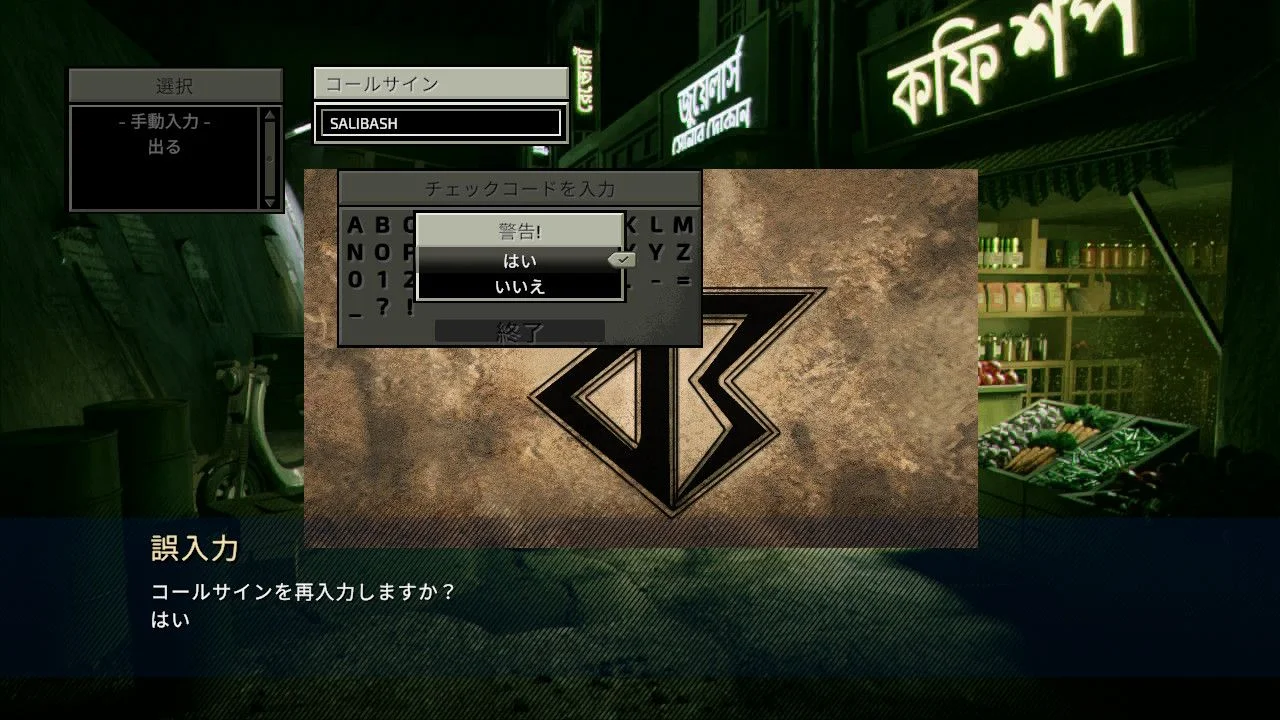 রেস্তোরাঁ
জুয়েলার্স
সোনার দোকান
কফি শপ
選択
- 手動入力 -
出る
コールサイン
SALIBASH
チェックコードを入力
A B
K L M
N O P
Y Z
0 1 2
. - =
_ ? !
終了
警告!
はい
いいえ
誤入力
コールサインを再入力しますか？
はい